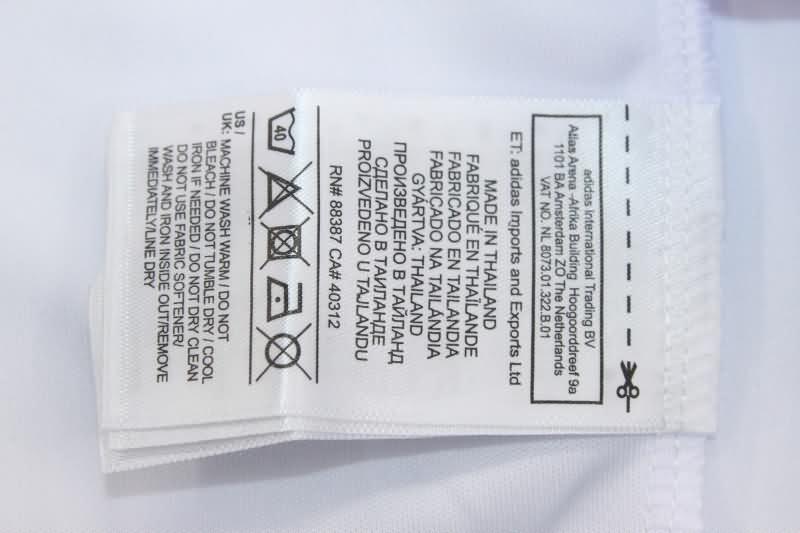 adidas International Trading BV
Atlas Arena -Afrika Building, Hoogoorddreef 9a
1101 BA Amsterdam ZO The Netherlands
VAT NO. NL 8073.01.322.B.01
ET: adidas Imports and Exports Ltd
MADE IN THAILAND
FABRIQUÉ EN THAÏLANDE
FABRICADO EN TAILANDIA
FABRICADO NA TAILÂNDIA
GYÁRTVA: THAILAND
ПРОИЗВЕДЕНО В ТАЙЛАНД
СДЕЛАНО В ТАИЛАНДЕ
PROIZVEDENO U TAJLANDU
RN# 88387 CA# 40312
40
US /
UK: MACHINE WASH WARM / DO NOT
BLEACH / DO NOT TUMBLE DRY / COOL
IRON IF NEEDED / DO NOT DRY CLEAN
DO NOT USE FABRIC SOFTENER/
WASH AND IRON INSIDE OUT/REMOVE
IMMEDIATELY/LINE DRY